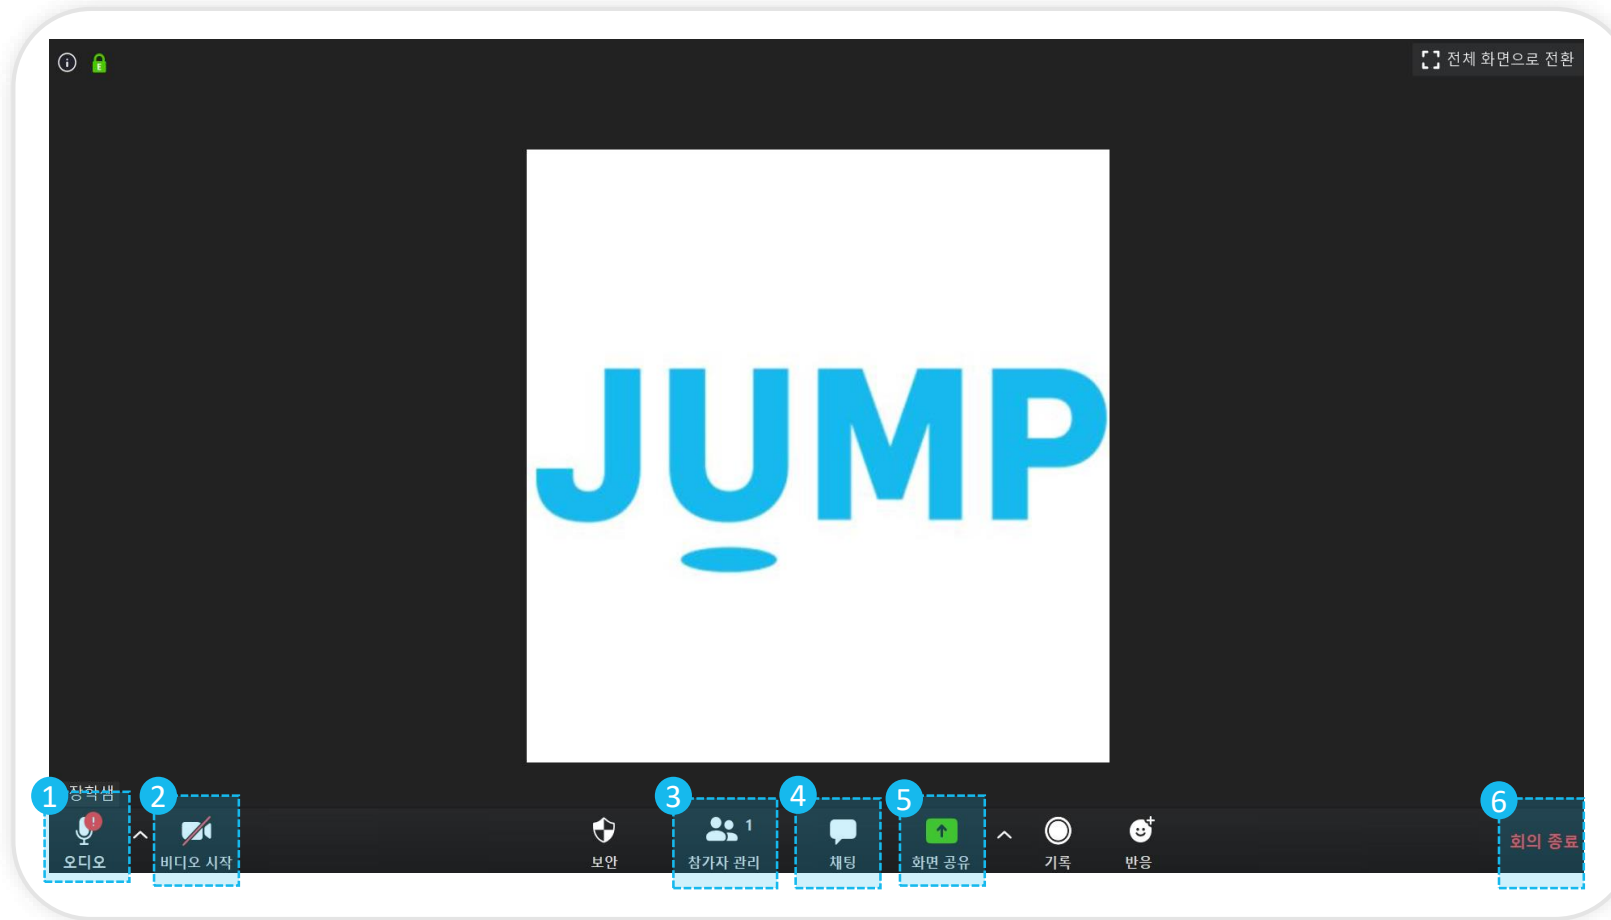 전체 화면으로 전환
JUMP
장학샘
1
2
3
4
5
6
1
오디오
비디오 시작
보안
참가자 관리
채팅
화면 공유
기록
반응
회의 종료